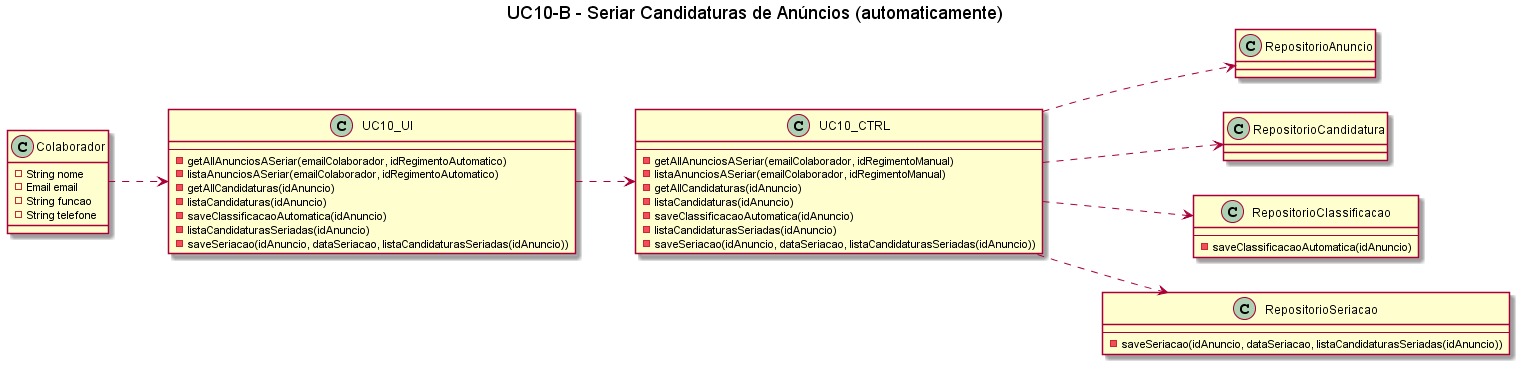 UC10-B - Seriar Candidaturas de Anúncios (automaticamente)
C Colaborador
String nome
Email email
String funcao
String telefone
C UC10_UI
getAllAnunciosASeriar(emailColaborador, idRegimentoAutomatico)
listaAnunciosASeriar(emailColaborador, idRegimentoAutomatico)
getAllCandidaturas(idAnuncio)
listaCandidaturas(idAnuncio)
saveClassificacaoAutomatica(idAnuncio)
listaCandidaturasSeriadas(idAnuncio)
saveSeriacao(idAnuncio, dataSeriacao, listaCandidaturasSeriadas(idAnuncio))
C UC10_CTRL
getAllAnunciosASeriar(emailColaborador, idRegimentoManual)
listaAnunciosASeriar(emailColaborador, idRegimentoManual)
getAllCandidaturas(idAnuncio)
listaCandidaturas(idAnuncio)
saveClassificacaoAutomatica(idAnuncio)
listaCandidaturasSeriadas(idAnuncio)
saveSeriacao(idAnuncio, dataSeriacao, listaCandidaturasSeriadas(idAnuncio))
C RepositorioAnuncio
C RepositorioCandidatura
C RepositorioClassificacao
saveClassificacaoAutomatica(idAnuncio)
C RepositorioSeriacao
saveSeriacao(idAnuncio, dataSeriacao, listaCandidaturasSeriadas(idAnuncio))